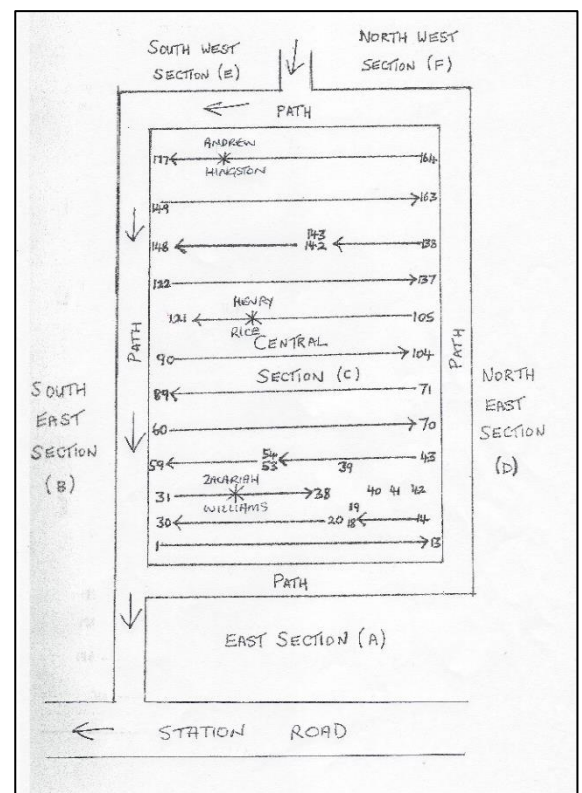 SOUTH WEST
SECTION (E)
NORTH WEST
SECTION (F)
PATH
ANDREW
177 164
HINGSTON
149 163
143
148 142 138
122 137
HENRY
121 105
RICE
CENTRAL
90 104
SECTION (C)
89 71
60 70
54
59 53 39 43
ZACARIAH
31 38 40 41 42
WILLIAMS
19
30 20 18 14
1 13
PATH
PATH
SOUTH
EAST
SECTION
(B)
NORTH
EAST
SECTION
(D)
PATH
EAST SECTION (A)
STATION ROAD